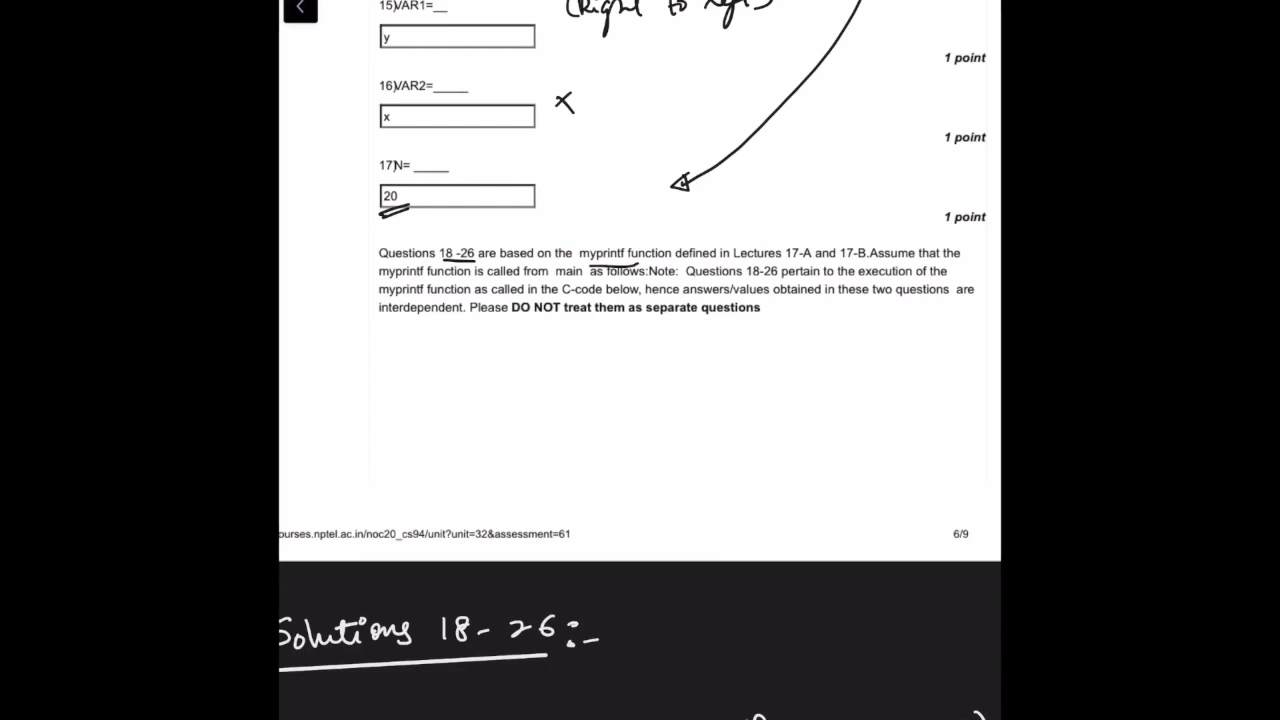 15)VAR1=__
(Right to left)
y
1 point
16)VAR2=_____
x
x
1 point
17)N= _____
20
1 point
Questions 18 -26 are based on the myprintf function defined in Lectures 17-A and 17-B.Assume that the
myprintf function is called from main as follows:Note: Questions 18-26 pertain to the execution of the
myprintf function as called in the C-code below, hence answers/values obtained in these two questions are
interdependent. Please DO NOT treat them as separate questions
ourses.nptel.ac.in/noc20_cs94/unit?unit=32&assessment=61
6/9
Solutions 18-26:-